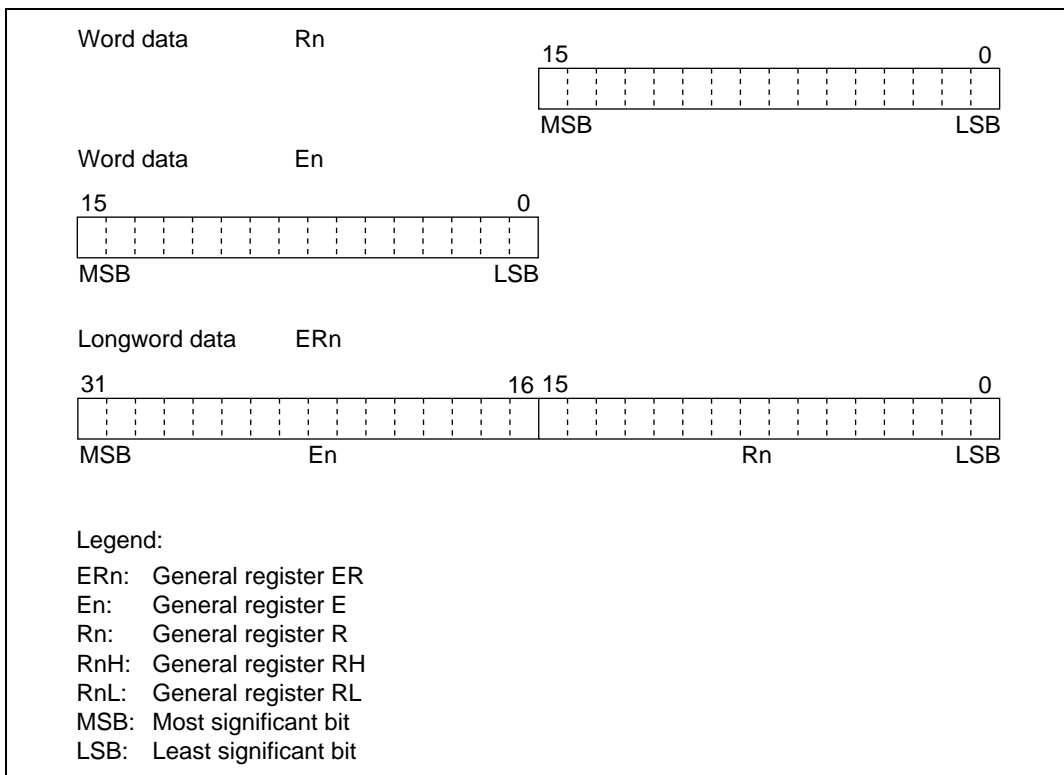 Word data Rn
15 0
MSB LSB
Word data En
15 0
MSB LSB
Longword data ERn
31 16 15 0
MSB En Rn LSB
Legend:
ERn: General register ER
En: General register E
Rn: General register R
RnH: General register RH
RnL: General register RL
MSB: Most significant bit
LSB: Least significant bit